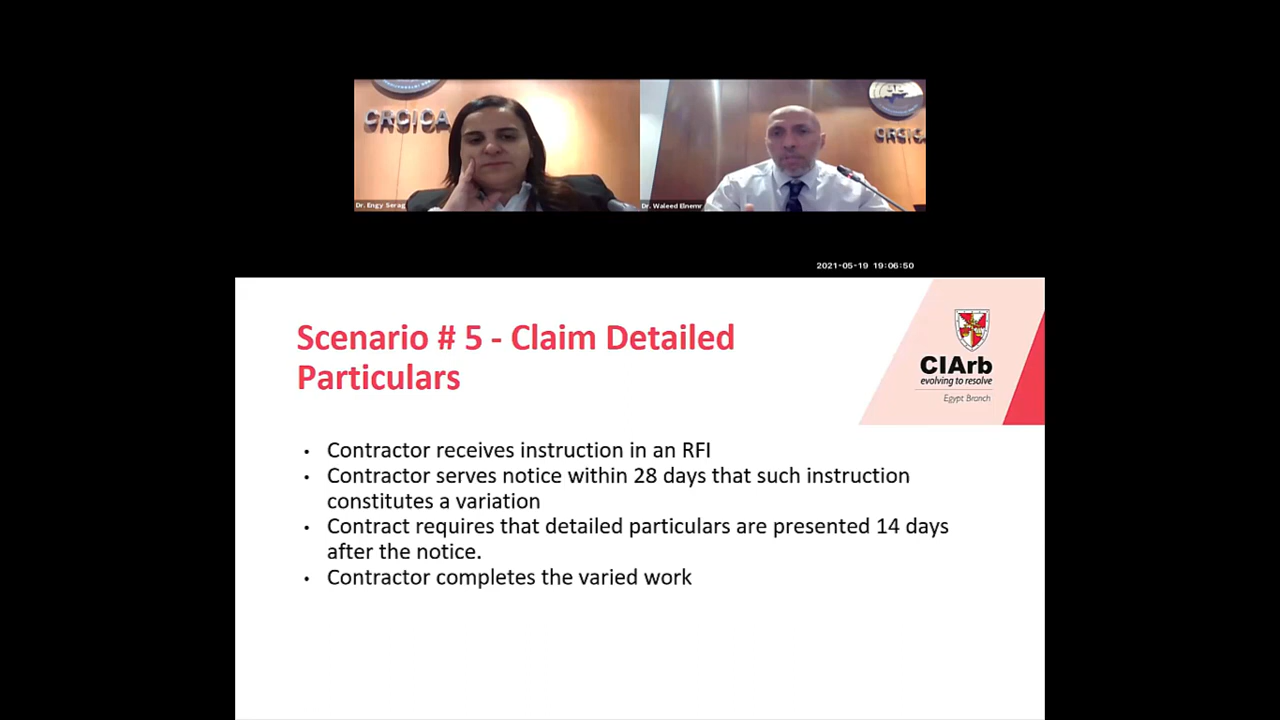 CRCICA
CRCICA
Dr. Engy Serag
Dr. Waleed Elnemr
2021-05-19 19:06:50
Scenario # 5 - Claim Detailed
Particulars
CIArb
evolving to resolve
Egypt Branch
• Contractor receives instruction in an RFI
• Contractor serves notice within 28 days that such instruction
constitutes a variation
• Contract requires that detailed particulars are presented 14 days
after the notice.
• Contractor completes the varied work